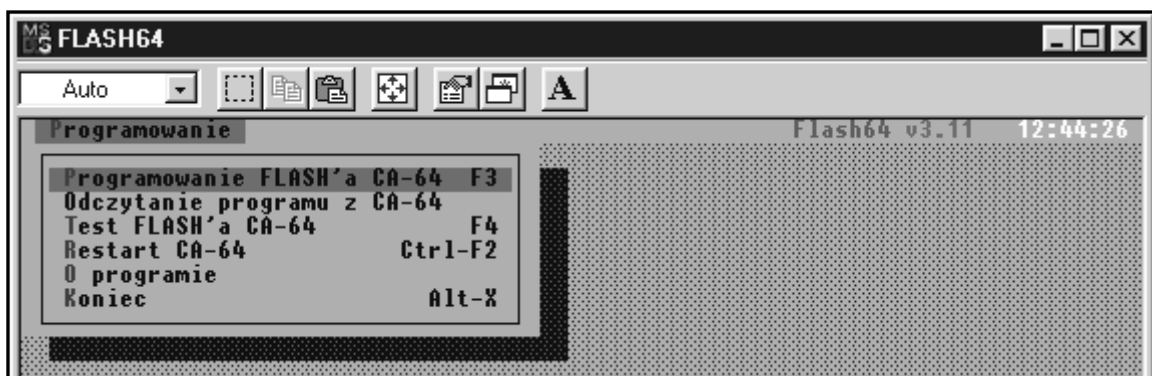 FLASH64
Auto
A
Programowanie Flash64 v3.11 12:44:26
Programowanie FLASH'a CA-64 F3
Odczytanie programu z CA-64
Test FLASH'a CA-64 F4
Restart CA-64 Ctrl-F2
O programie
Koniec Alt-X